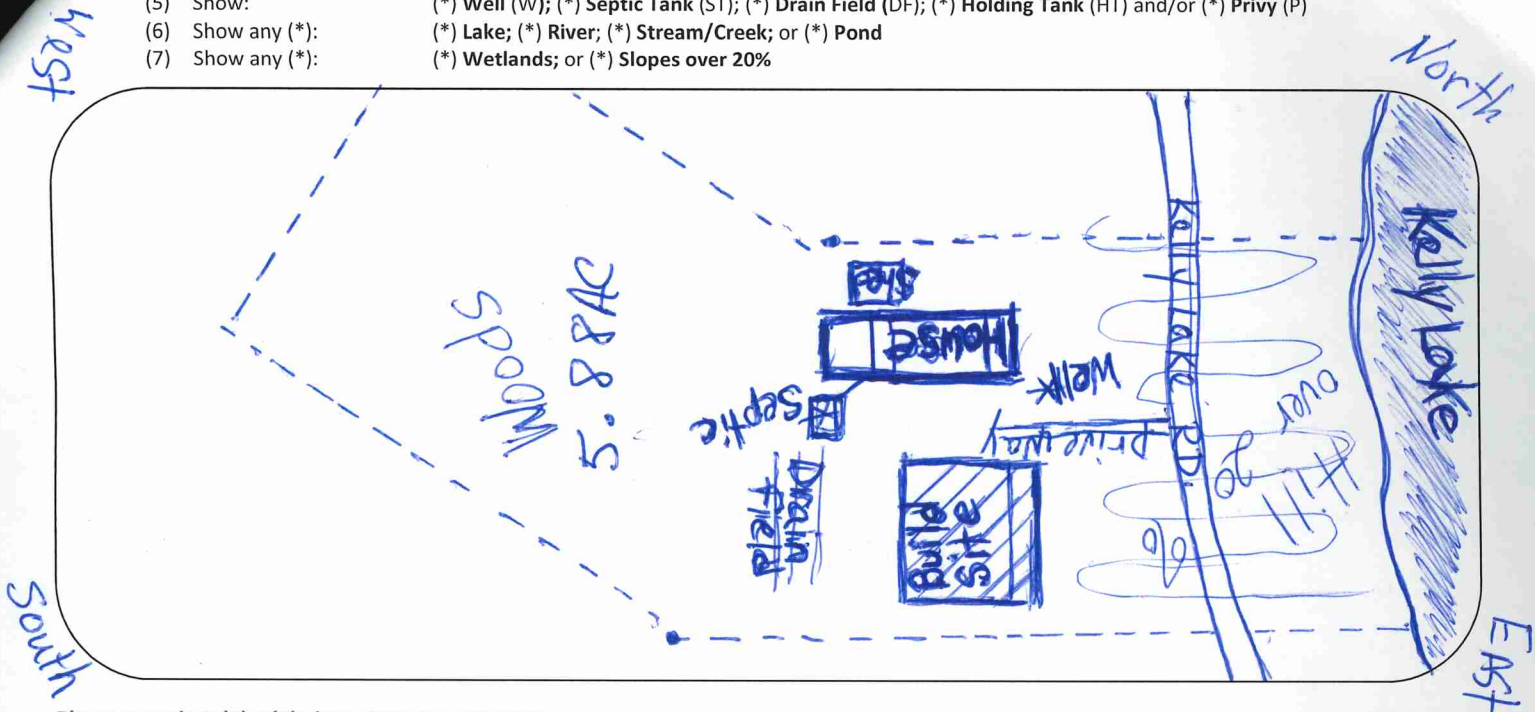 (5) Show: (*) Well (W); (*) Septic Tank (ST); (*) Drain Field (DF); (*) Holding Tank (HT) and/or (*) Privy (P)
(6) Show any (*): (*) Lake; (*) River; (*) Stream/Creek; or (*) Pond
(7) Show any (*): (*) Wetlands; or (*) Slopes over 20%
West
North
Kelly Lake RD.
Kelly Lake
Shed
House
Well
Septic
Driveway
Woods
5.88AC
Drain
Field
Build
Site
Hill
over
20
%
South
EAST